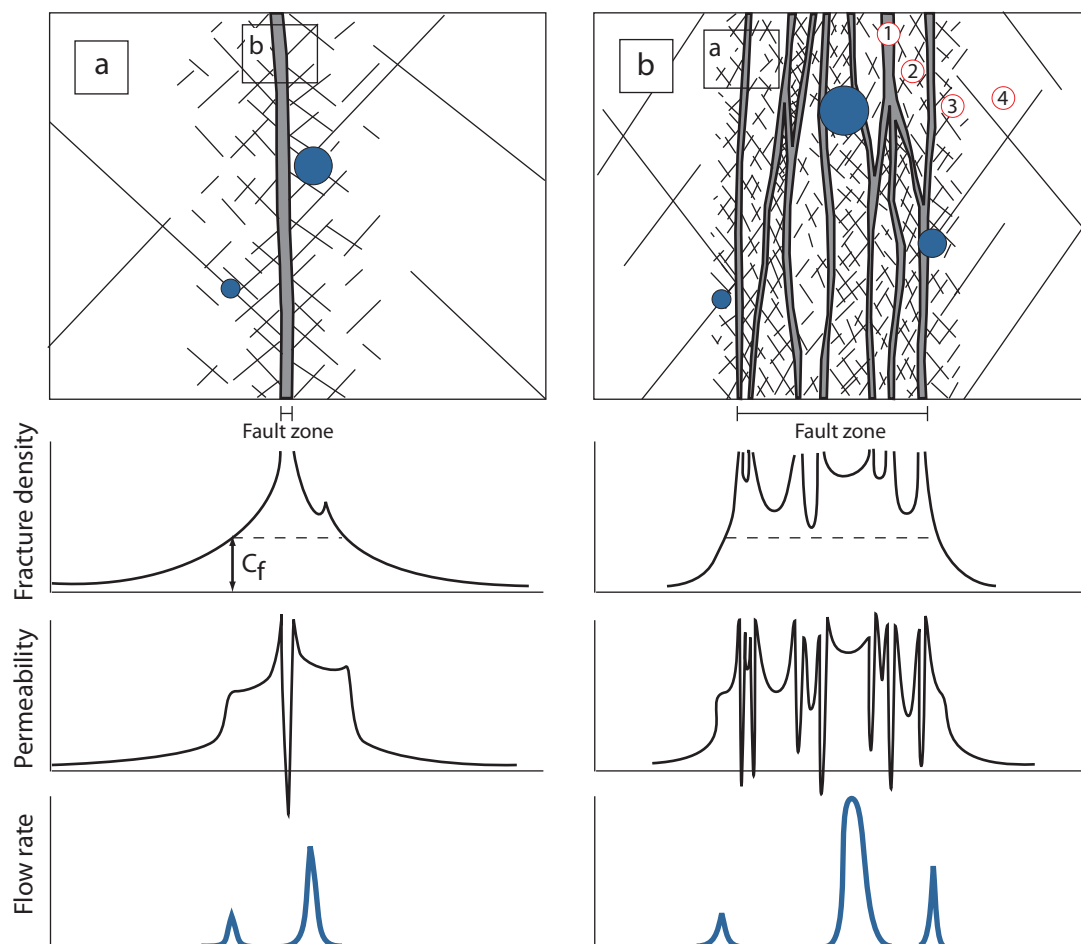 a
b
b
a
1
2
3
4
Fault zone
Fault zone
Fracture density
Cf
Permeability
Flow rate